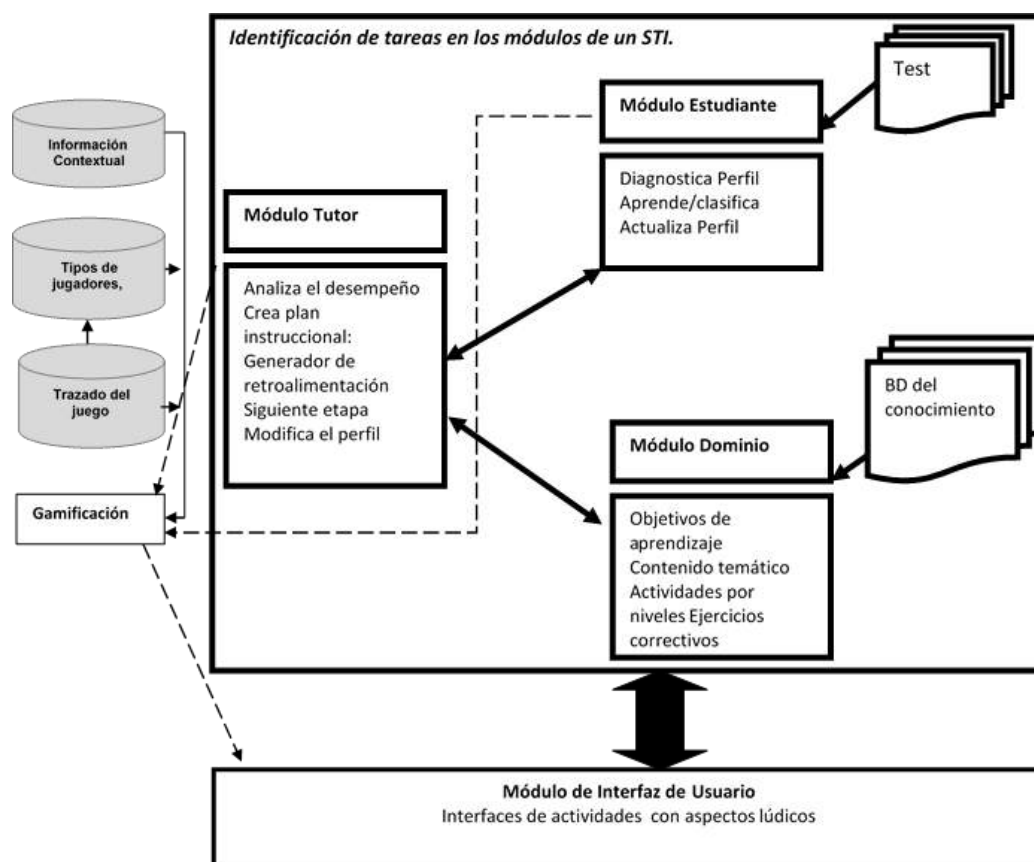 Identificación de tareas en los módulos de un STI.
Test
Módulo Estudiante
Diagnostica Perfil
Aprende/clasifica
Actualiza Perfil
Información
Contextual
Tipos de
jugadores,
Trazado del
juego
Gamificación
Módulo Tutor
Analiza el desempeño
Crea plan
instruccional:
Generador de
retroalimentación
Siguiente etapa
Modifica el perfil
BD del
conocimiento
Módulo Dominio
Objetivos de
aprendizaje
Contenido temático
Actividades por
niveles Ejercicios
correctivos
Módulo de Interfaz de Usuario
Interfaces de actividades con aspectos lúdicos